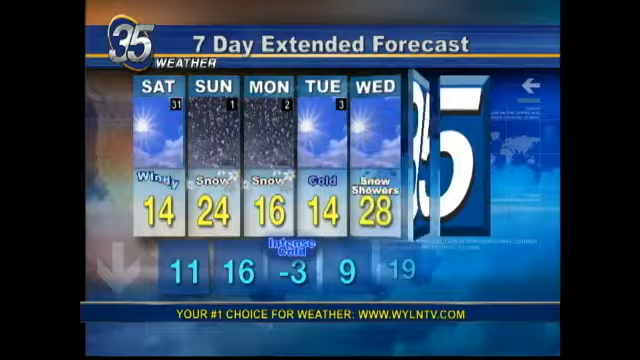 35
WEATHER
7 Day Extended Forecast
SAT SUN MON TUE WED
31 1 2 3
Windy Snow Snow Cold Snow Showers
14 24 16 14 28
35
5
Intense
Cold
11 16 -3 9 19
YOUR #1 CHOICE FOR WEATHER: WWW.WYLNTV.COM